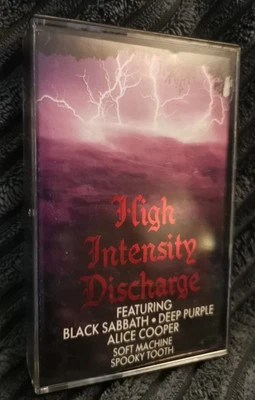 High
Intensity
Discharge
FEATURING
BLACK SABBATH • DEEP PURPLE
ALICE COOPER
SOFT MACHINE
SPOOKY TOOTH